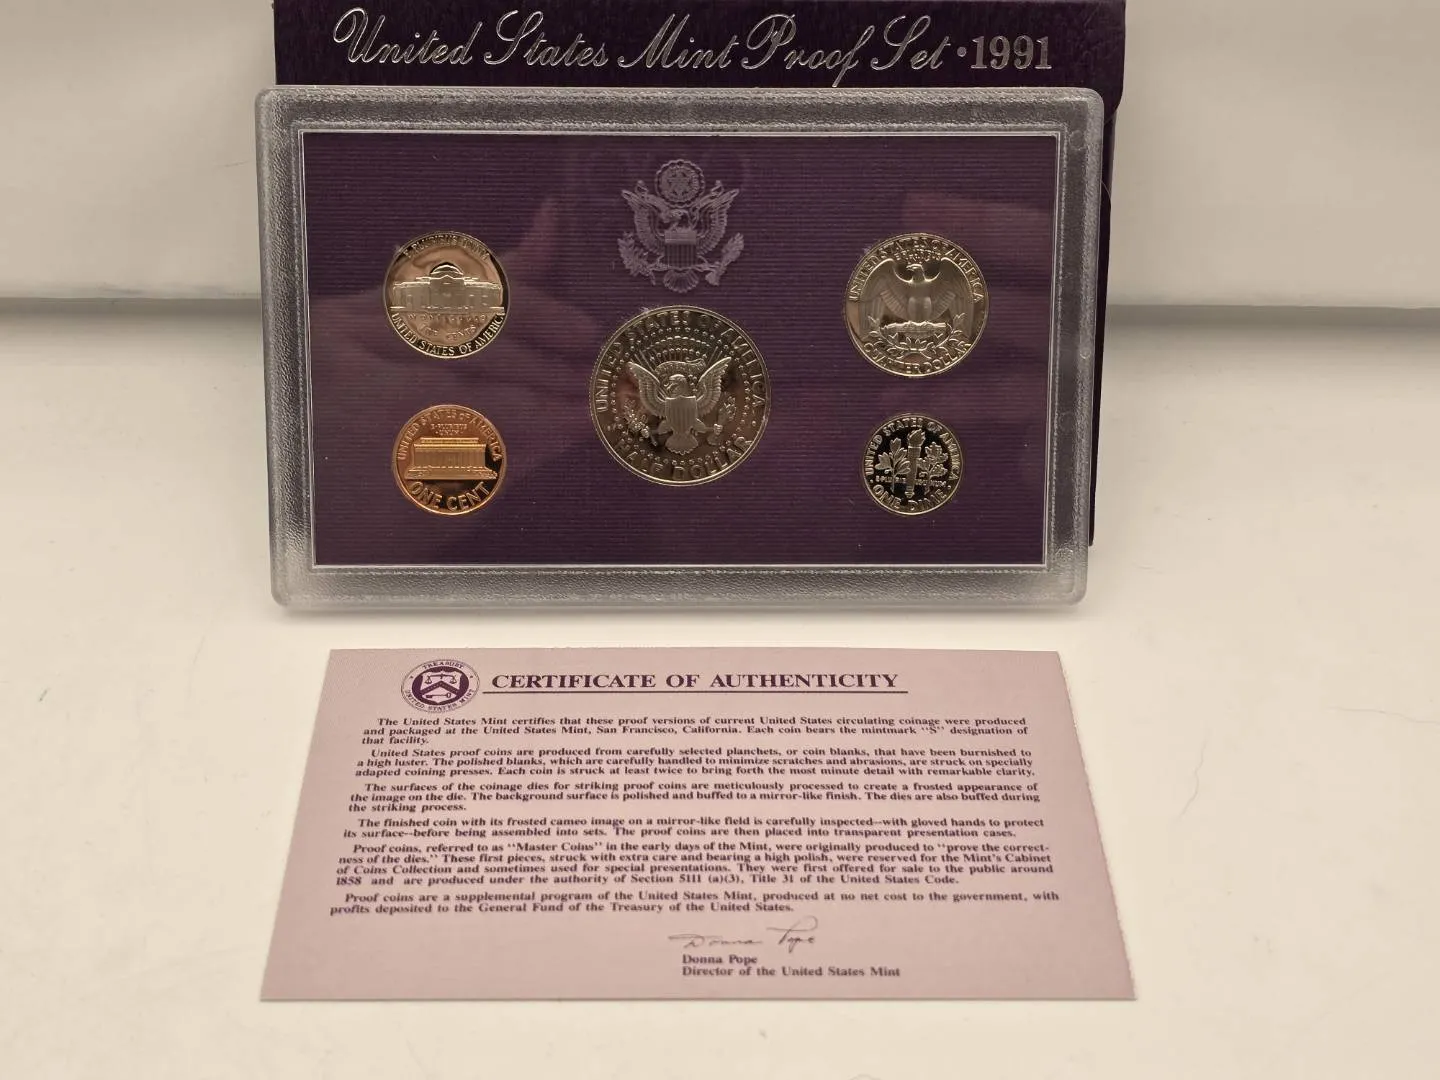 United States Mint Proof Set · 1991
E PLURIBUS UNUM
MONTICELLO
UNITED STATES OF AMERICA
UNITED STATES OF AMERICA
E PLURIBUS
UNUM
QUARTER DOLLAR
UNITED STATES OF AMERICA
HALF DOLLAR
UNITED STATES OF AMERICA
E PLURIBUS
UNUM
ONE CENT
UNITED STATES OF AMERICA
ONE DIME
TREASURY
UNITED STATES MINT
CERTIFICATE OF AUTHENTICITY
The United States Mint certifies that these proof versions of current United States circulating coinage were produced
and packaged at the United States Mint, San Francisco, California. Each coin bears the mintmark "S" designation of
that facility.
United States proof coins are produced from carefully selected planchets, or coin blanks, that have been burnished to
a high luster. The polished blanks, which are carefully handled to minimize scratches and abrasions, are struck on specially
adapted coining presses. Each coin is struck at least twice to bring forth the most minute detail with remarkable clarity.
The surfaces of the coinage dies for striking proof coins are meticulously processed to create a frosted appearance of
the image on the die. The background surface is polished and buffed to a mirror-like finish. The dies are also buffed during
the striking process.
The finished coin with its frosted cameo image on a mirror-like field is carefully inspected--with gloved hands to protect
its surface--before being assembled into sets. The proof coins are then placed into transparent presentation cases.
Proof coins, referred to as "Master Coins" in the early days of the Mint, were originally produced to "prove the correct-
ness of the dies." These first pieces, struck with extra care and bearing a high polish, were reserved for the Mint's Cabinet
of Coins Collection and sometimes used for special presentations. They were first offered for sale to the public around
1858 and are produced under the authority of Section 5111 (a)(3), Title 31 of the United States Code.
Proof coins are a supplemental program of the United States Mint, produced at no net cost to the government, with
profits deposited to the General Fund of the Treasury of the United States.
Donna Pope
Donna Pope
Director of the United States Mint